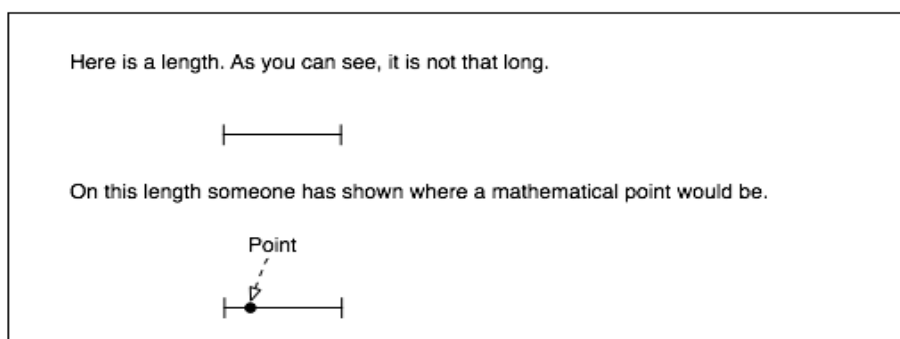 Here is a length. As you can see, it is not that long.
On this length someone has shown where a mathematical point would be.
Point